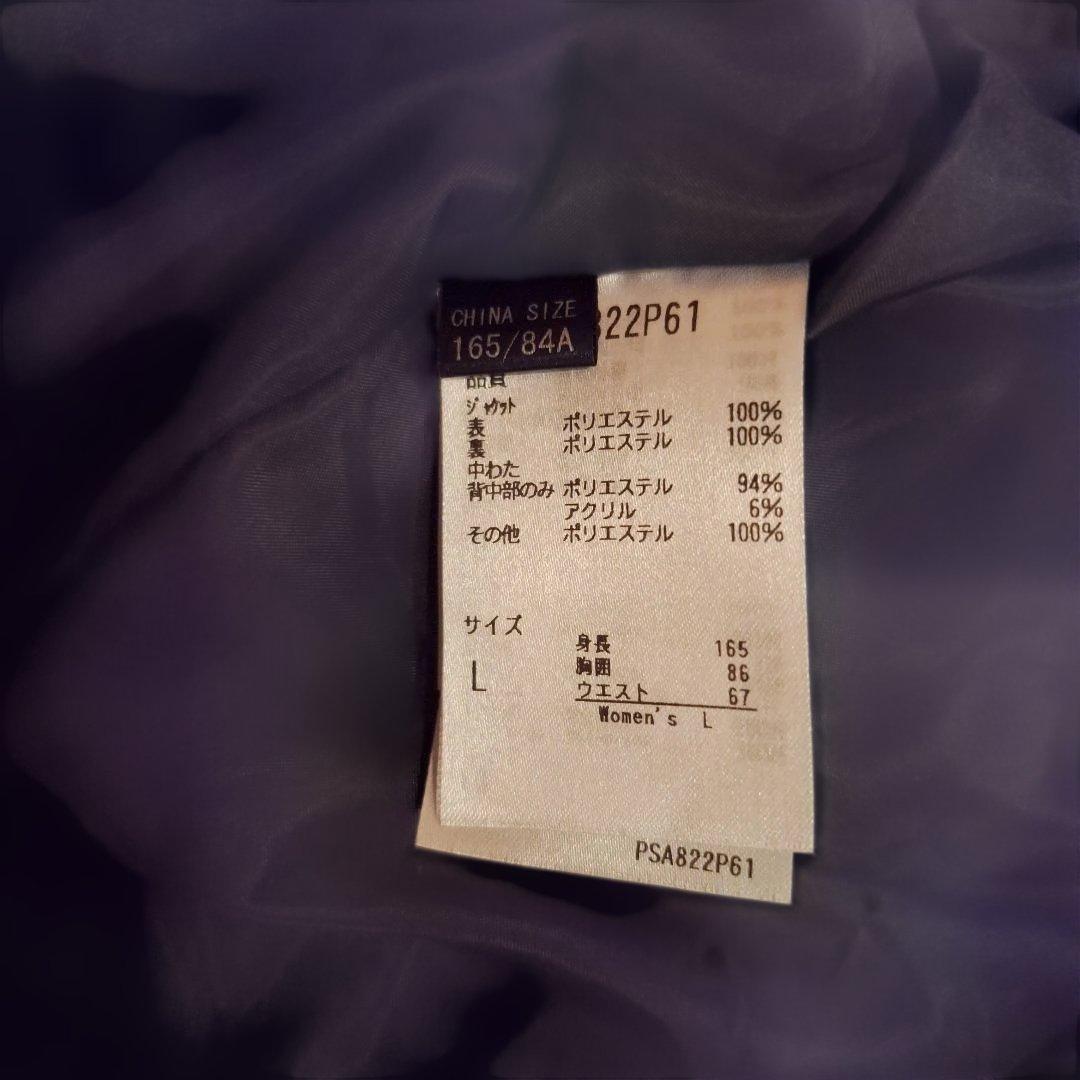 CHINA SIZE
165/84A
822P61
品質
ジャケット
表 ポリエステル 100%
裏 ポリエステル 100%
中わた
背中部のみ ポリエステル 94%
アクリル 6%
その他 ポリエステル 100%
サイズ
L
身長 165
胸囲 86
ウエスト 67
Women's L
PSA822P61